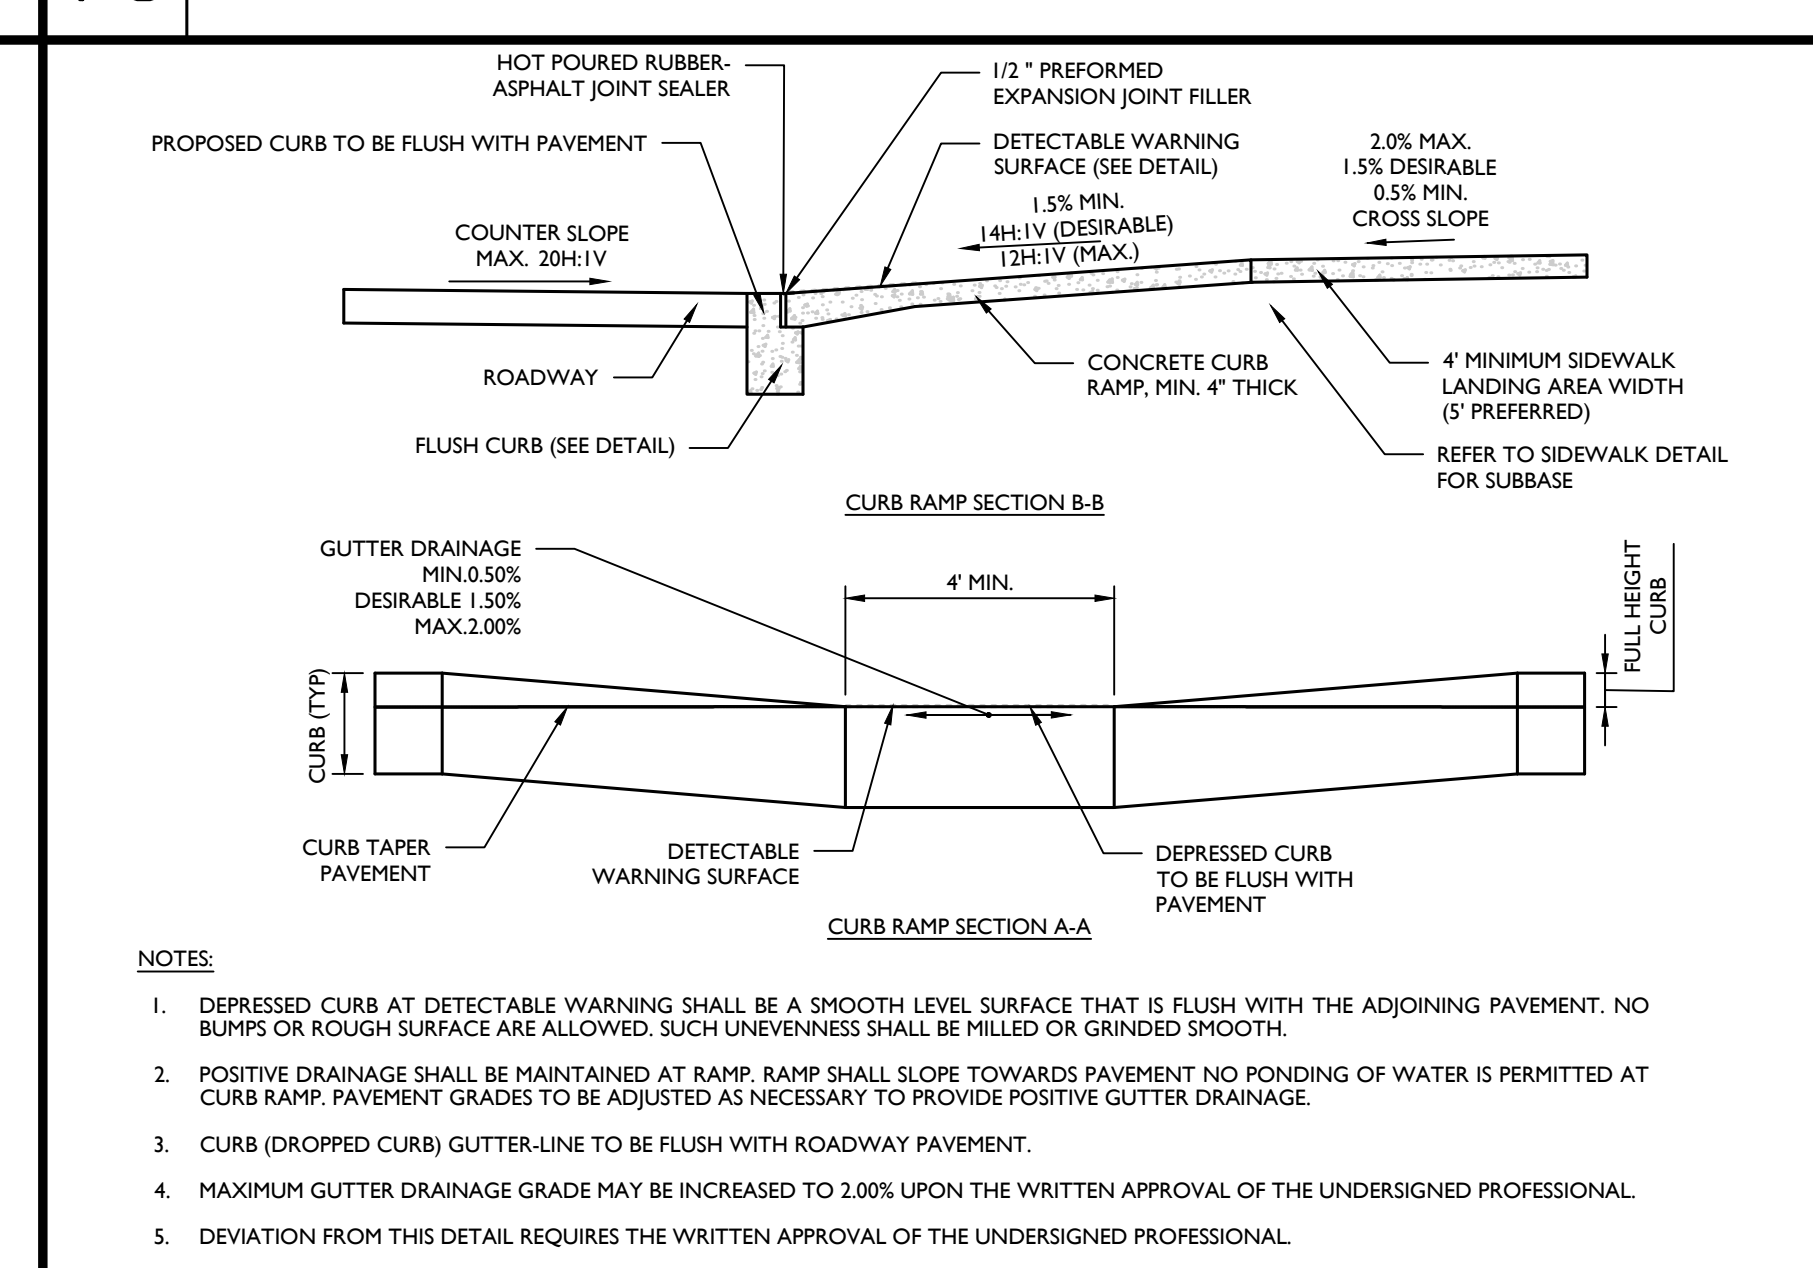 HOT POURED RUBBER-
ASPHALT JOINT SEALER
1/2 " PREFORMED
EXPANSION JOINT FILLER
PROPOSED CURB TO BE FLUSH WITH PAVEMENT
DETECTABLE WARNING
SURFACE (SEE DETAIL)
2.0% MAX.
1.5% DESIRABLE
0.5% MIN.
CROSS SLOPE
1.5% MIN.
14H:1V (DESIRABLE)
12H:1V (MAX.)
COUNTER SLOPE
MAX. 20H:1V
ROADWAY
CONCRETE CURB
RAMP, MIN. 4" THICK
4' MINIMUM SIDEWALK
LANDING AREA WIDTH
(5' PREFERRED)
FLUSH CURB (SEE DETAIL)
REFER TO SIDEWALK DETAIL
FOR SUBBASE
CURB RAMP SECTION B-B
GUTTER DRAINAGE
MIN.0.50%
DESIRABLE 1.50%
MAX.2.00%
4' MIN.
FULL HEIGHT
CURB
CURB (TYP)
CURB TAPER
PAVEMENT
DETECTABLE
WARNING SURFACE
DEPRESSED CURB
TO BE FLUSH WITH
PAVEMENT
CURB RAMP SECTION A-A
NOTES:
1. DEPRESSED CURB AT DETECTABLE WARNING SHALL BE A SMOOTH LEVEL SURFACE THAT IS FLUSH WITH THE ADJOINING PAVEMENT. NO
BUMPS OR ROUGH SURFACE ARE ALLOWED. SUCH UNEVENNESS SHALL BE MILLED OR GRINDED SMOOTH.
2. POSITIVE DRAINAGE SHALL BE MAINTAINED AT RAMP. RAMP SHALL SLOPE TOWARDS PAVEMENT NO PONDING OF WATER IS PERMITTED AT
CURB RAMP. PAVEMENT GRADES TO BE ADJUSTED AS NECESSARY TO PROVIDE POSITIVE GUTTER DRAINAGE.
3. CURB (DROPPED CURB) GUTTER-LINE TO BE FLUSH WITH ROADWAY PAVEMENT.
4. MAXIMUM GUTTER DRAINAGE GRADE MAY BE INCREASED TO 2.00% UPON THE WRITTEN APPROVAL OF THE UNDERSIGNED PROFESSIONAL.
5. DEVIATION FROM THIS DETAIL REQUIRES THE WRITTEN APPROVAL OF THE UNDERSIGNED PROFESSIONAL.